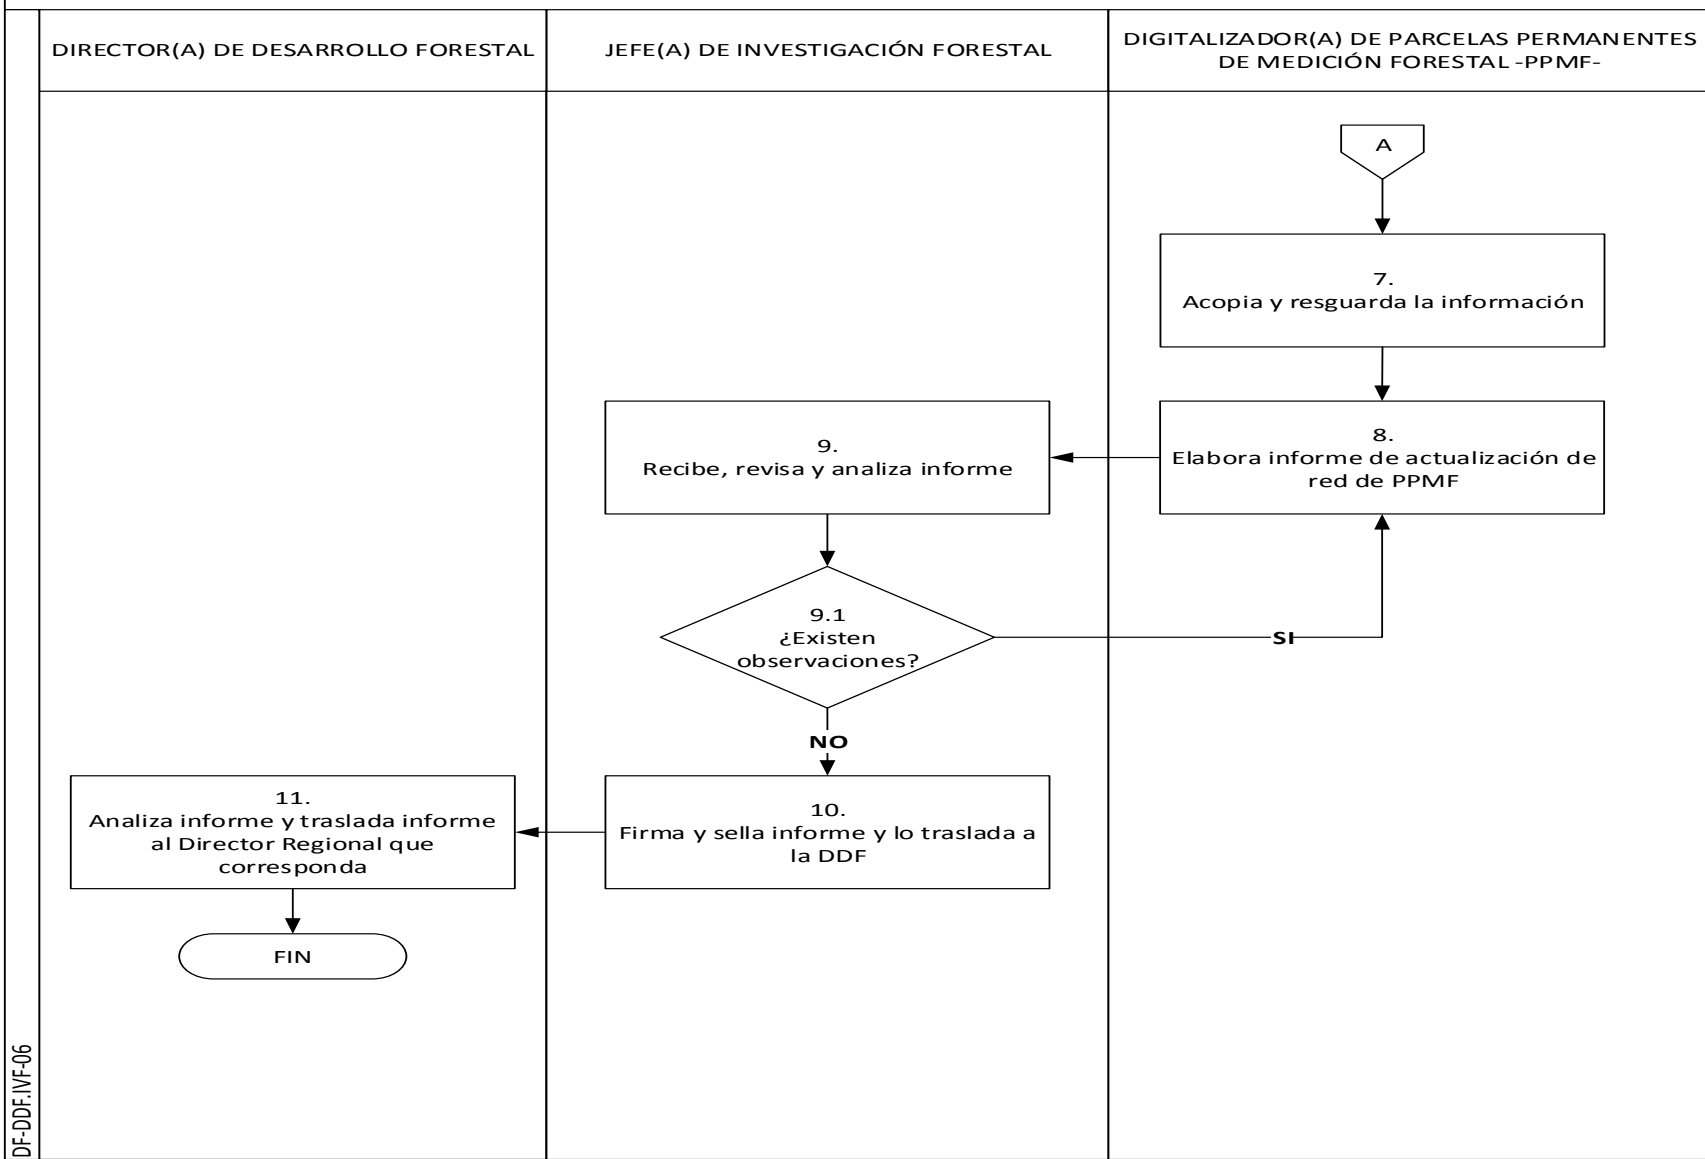 DIRECTOR(A) DE DESARROLLO FORESTAL
JEFE(A) DE INVESTIGACIÓN FORESTAL
DIGITALIZADOR(A) DE PARCELAS PERMANENTES
DE MEDICIÓN FORESTAL -PPMF-
A
7.
Acopia y resguarda la información
8.
Elabora informe de actualización de
red de PPMF
9.
Recibe, revisa y analiza informe
9.1
¿Existen
observaciones?
SI
NO
10.
Firma y sella informe y lo traslada a
la DDF
11.
Analiza informe y traslada informe
al Director Regional que
corresponda
FIN
DF-DDF.IVF-06